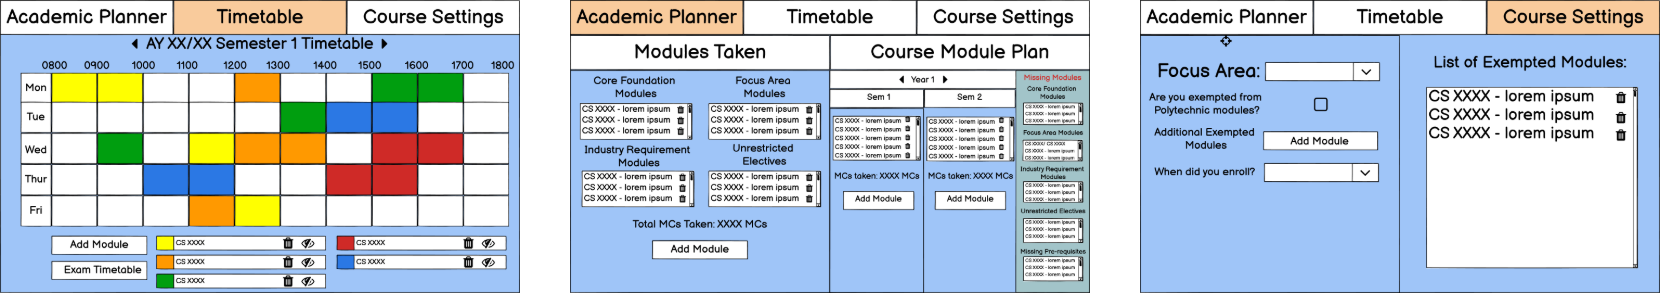 Academic Planner
Timetable
Course Settings
AY XX/XX Semester 1 Timetable
0800 0900 1000 1100 1200 1300 1400 1500 1600 1700 1800
Mon
Tue
Wed
Thur
Fri
Add Module
Exam Timetable
CS XXXX
CS XXXX
CS XXXX
CS XXXX
CS XXXX
Academic Planner
Timetable
Course Settings
Modules Taken
Core Foundation
Modules
CS XXXX - lorem ipsum
CS XXXX - lorem ipsum
CS XXXX - lorem ipsum
Focus Area
Modules
CS XXXX - lorem ipsum
CS XXXX - lorem ipsum
CS XXXX - lorem ipsum
Industry Requirement
Modules
CS XXXX - lorem ipsum
CS XXXX - lorem ipsum
CS XXXX - lorem ipsum
Unrestricted
Electives
CS XXXX - lorem ipsum
CS XXXX - lorem ipsum
CS XXXX - lorem ipsum
Total MCs Taken: XXXX MCs
Add Module
Course Module Plan
Year 1
Sem 1
CS XXXX - lorem ipsum
CS XXXX - lorem ipsum
CS XXXX - lorem ipsum
CS XXXX - lorem ipsum
CS XXXX - lorem ipsum
MCs taken: XXXX MCs
Add Module
Sem 2
CS XXXX - lorem ipsum
CS XXXX - lorem ipsum
CS XXXX - lorem ipsum
CS XXXX - lorem ipsum
CS XXXX - lorem ipsum
MCs taken: XXXX MCs
Add Module
Missing Modules
Core Foundation
Modules
CS XXXX - lorem ipsum
CS XXXX - lorem ipsum
CS XXXX - lorem ipsum
Focus Area Modules
CS XXXX/ CS XXXX
CS XXXX - lorem ipsum
CS XXXX - lorem ipsum
Industry Requirement
Modules
CS XXXX - lorem ipsum
CS XXXX - lorem ipsum
CS XXXX - lorem ipsum
Unrestricted Electives
CS XXXX - lorem ipsum
CS XXXX - lorem ipsum
CS XXXX - lorem ipsum
Missing Pre-requisites
CS XXXX - lorem ipsum
CS XXXX - lorem ipsum
CS XXXX - lorem ipsum
Academic Planner
Timetable
Course Settings
Focus Area:
Are you exempted from
Polytechnic modules?
Additional Exempted
Modules
Add Module
When did you enroll?
List of Exempted Modules:
CS XXXX - lorem ipsum
CS XXXX - lorem ipsum
CS XXXX - lorem ipsum